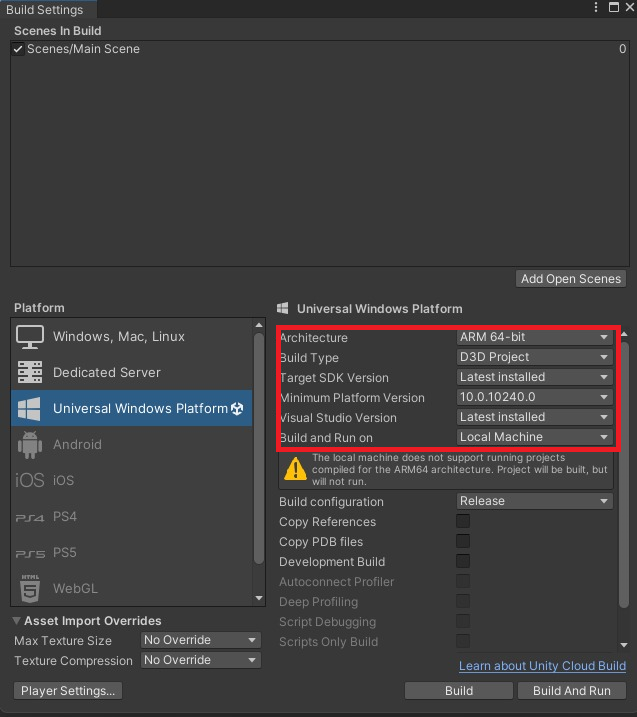 Build Settings
Scenes In Build
Scenes/Main Scene 0
Add Open Scenes
Platform
Windows, Mac, Linux
Dedicated Server
Universal Windows Platform
Android
iOS iOS
PS4 PS4
PS5 PS5
HTML 5 WebGL
Asset Import Overrides
Max Texture Size No Override
Texture Compression No Override
Player Settings...
Universal Windows Platform
Architecture ARM 64-bit
Build Type D3D Project
Target SDK Version Latest installed
Minimum Platform Version 10.0.10240.0
Visual Studio Version Latest installed
Build and Run on Local Machine
The local machine does not support running projects
compiled for the ARM64 architecture. Project will be built, but
will not run.
Build configuration Release
Copy References
Copy PDB files
Development Build
Autoconnect Profiler
Deep Profiling
Script Debugging
Scripts Only Build
Learn about Unity Cloud Build
Build Build And Run